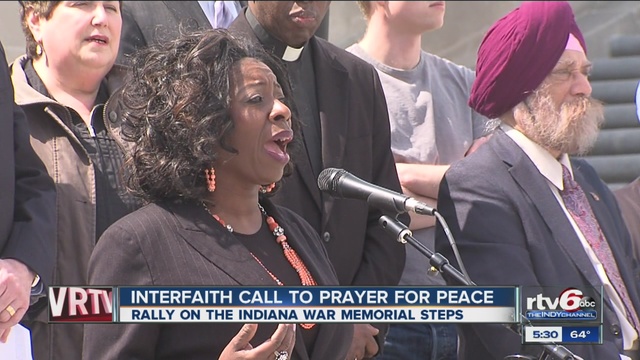 VRTV
INTERFAITH CALL TO PRAYER FOR PEACE
RALLY ON THE INDIANA WAR MEMORIAL STEPS
rtv6 abc
THE INDY CHANNEL
5:30 64°